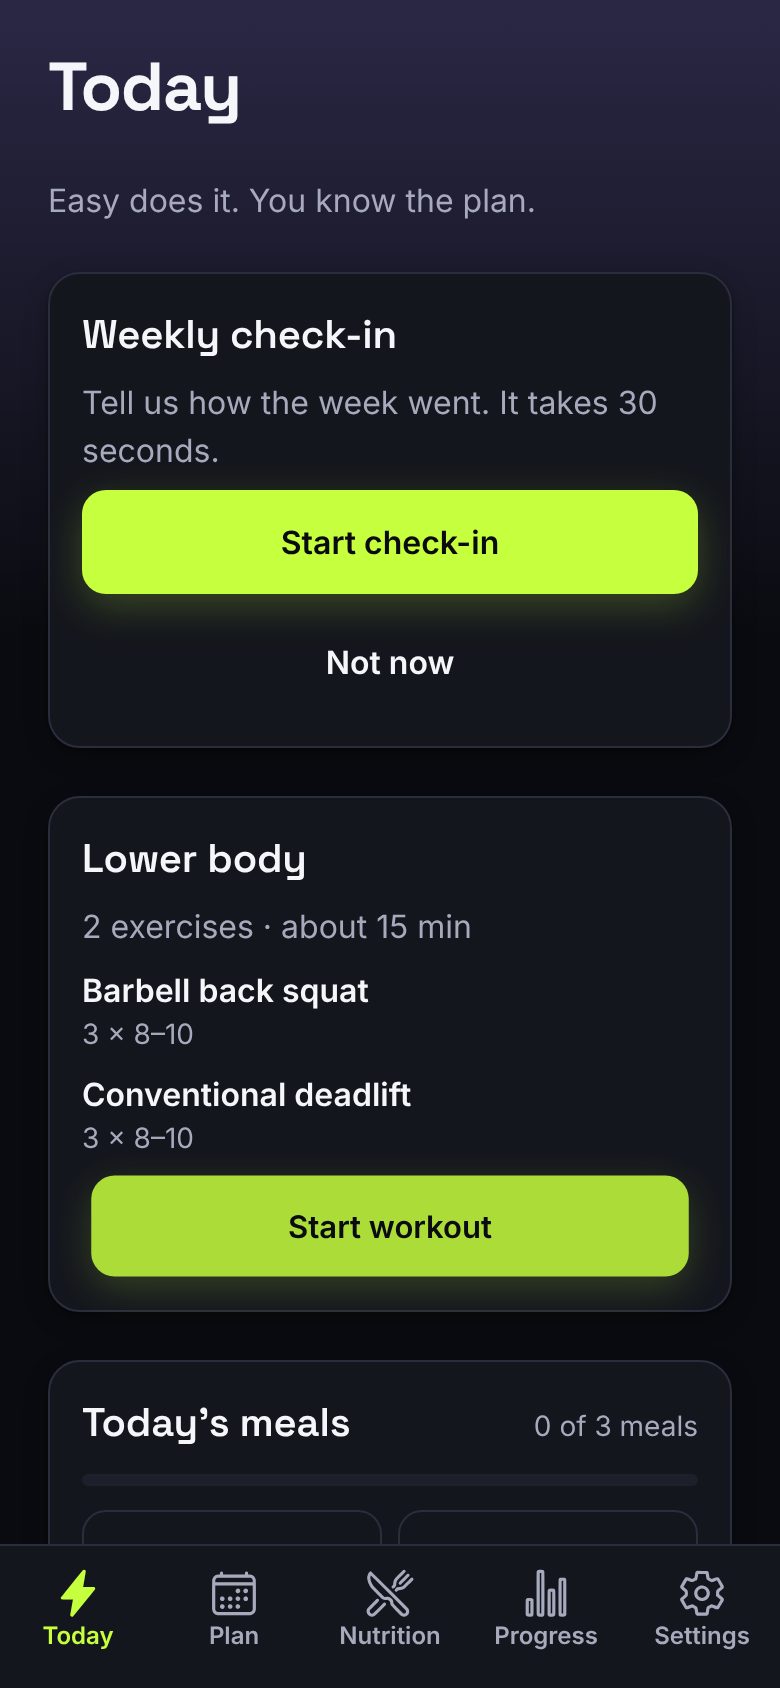 Today
Easy does it. You know the plan.
Weekly check-in
Tell us how the week went. It takes 30
seconds.
Start check-in
Not now
Lower body
2 exercises · about 15 min
Barbell back squat
3 × 8–10
Conventional deadlift
3 × 8–10
Start workout
Today’s meals
0 of 3 meals
Today
Plan
Nutrition
Progress
Settings